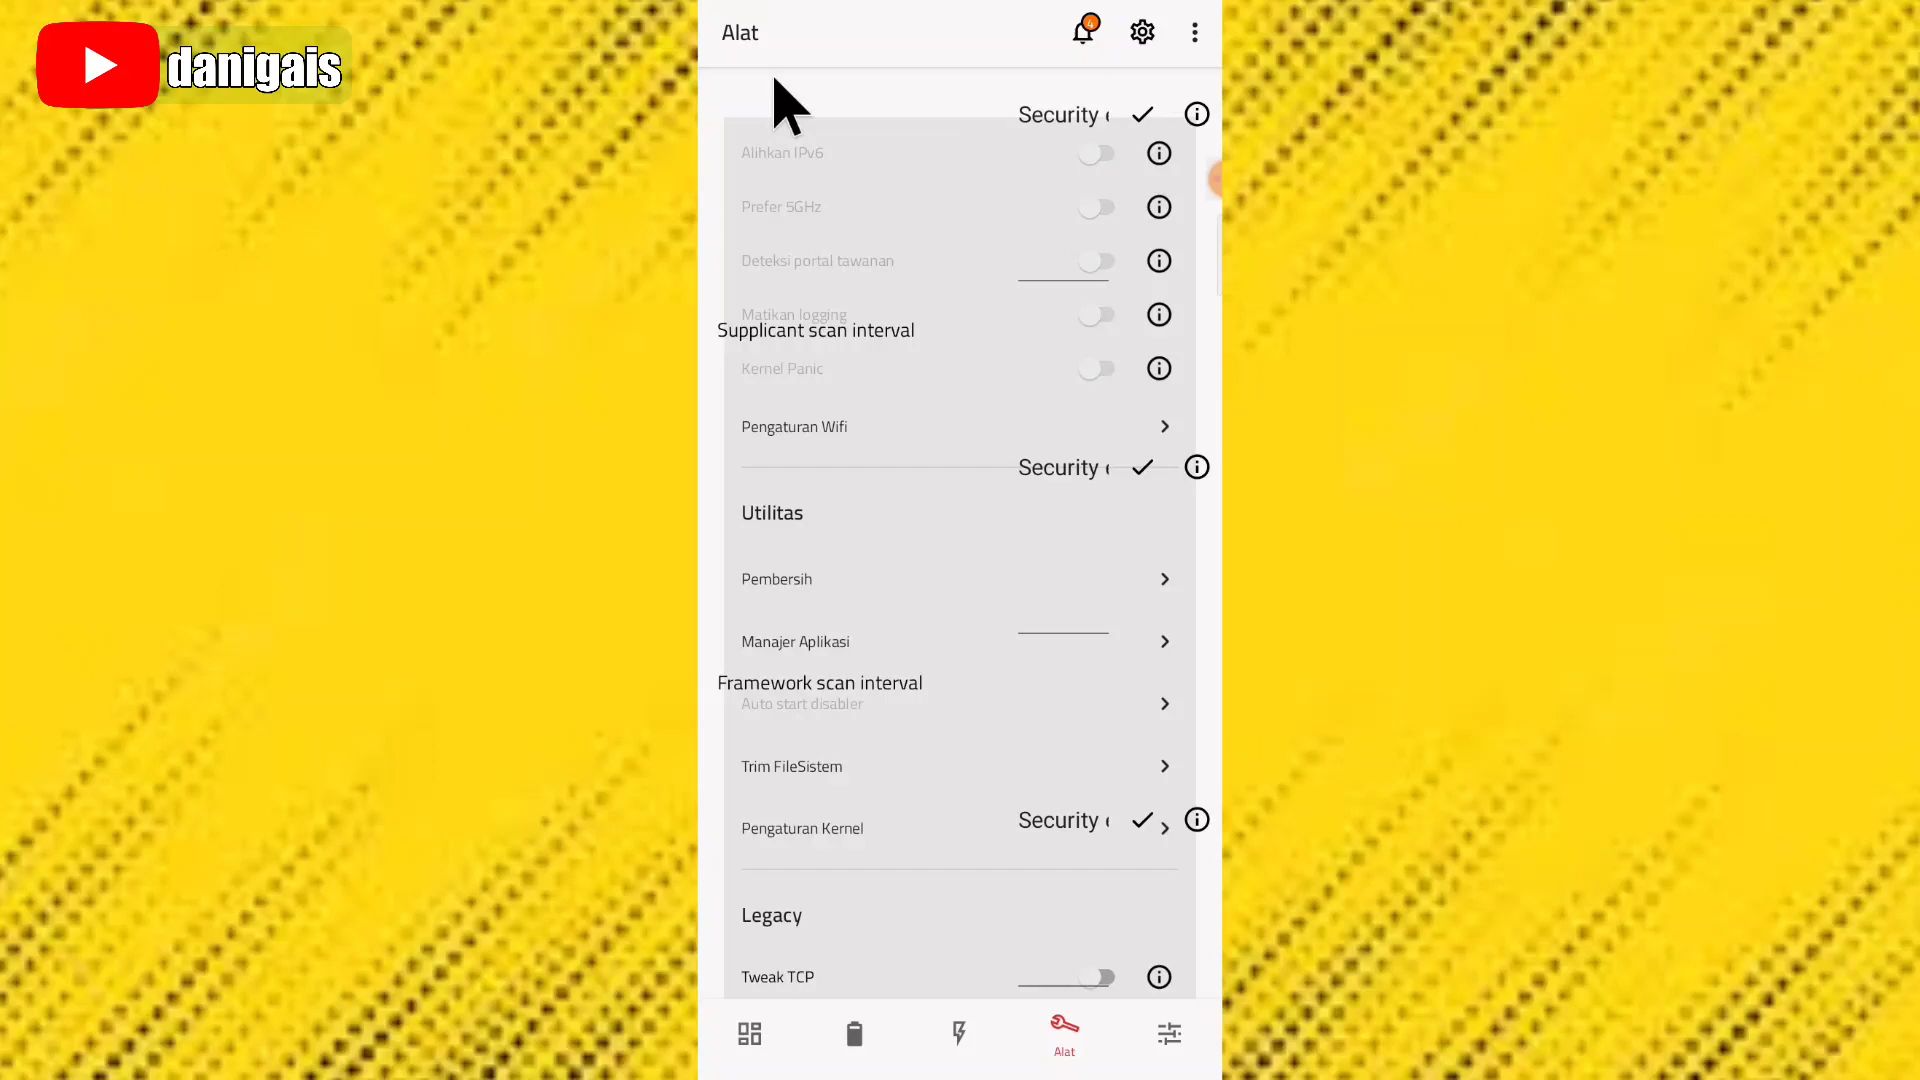 danigais
Alat
4
Security
Alihkan IPv6
Prefer 5GHz
Deteksi portal tawanan
Matikan logging
Supplicant scan interval
Kernel Panic
Pengaturan Wifi
Security
Utilitas
Pembersih
Manajer Aplikasi
Framework scan interval
Auto start disabler
Trim FileSistem
Pengaturan Kernel
Security
Legacy
Tweak TCP
Alat